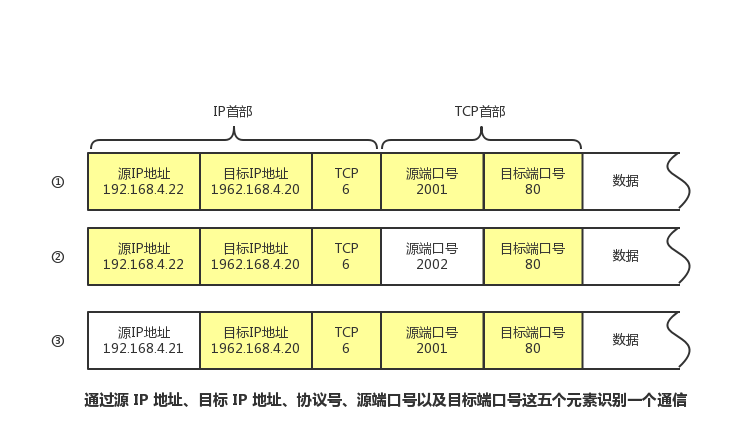 IP首部 TCP首部
① 源IP地址 目标IP地址 TCP 源端口号 目标端口号 数据
192.168.4.22 1962.168.4.20 6 2001 80
② 源IP地址 目标IP地址 TCP 源端口号 目标端口号 数据
192.168.4.22 1962.168.4.20 6 2002 80
③ 源IP地址 目标IP地址 TCP 源端口号 目标端口号 数据
192.168.4.21 1962.168.4.20 6 2001 80
通过源 IP 地址、目标 IP 地址、协议号、源端口号以及目标端口号这五个元素识别一个通信